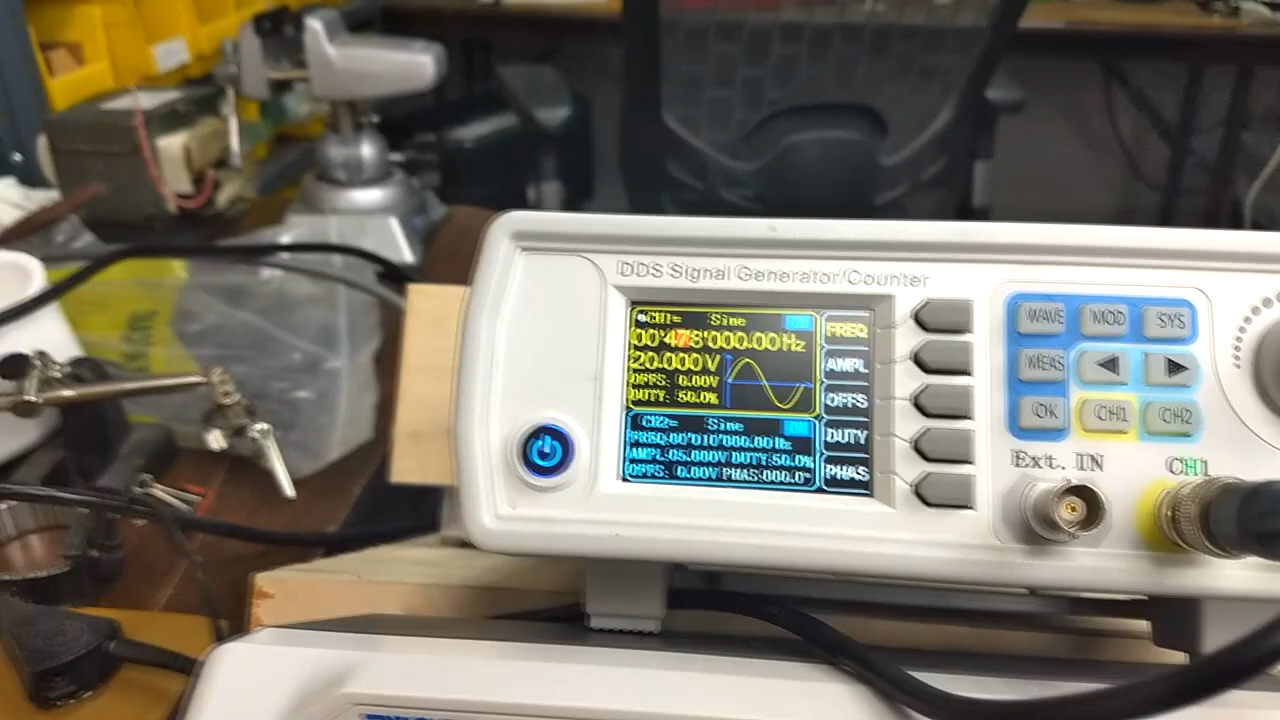 DDS Signal Generator/Counter
CH1= Sine ON
00'478'000.00Hz
20.000V
OFFS: 0.00V
DUTY: 50.0%
FREQ
AMPL
OFFS
DUTY
PHAS
CH2= Sine
FREQ:00'010'000.00Hz
AMPL:05.000V DUTY:50.0%
OFFS: 0.00V PHAS:000.0°
WAVE MOD SYS
MEAS
OK CH1 CH2
Ext. IN CH1